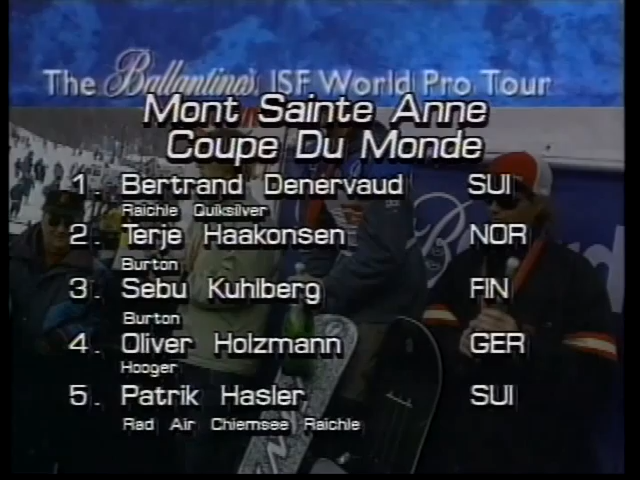 The Ballantine's ISF World Pro Tour
Mont Sainte Anne
Coupe Du Monde
1. Bertrand Denervaud SUI
Raichle Quiksilver
2. Terje Haakonsen NOR
Burton
3. Sebu Kuhlberg FIN
Burton
4. Oliver Holzmann GER
Hooger
5. Patrik Hasler SUI
Rad Air Chiemsee Raichle